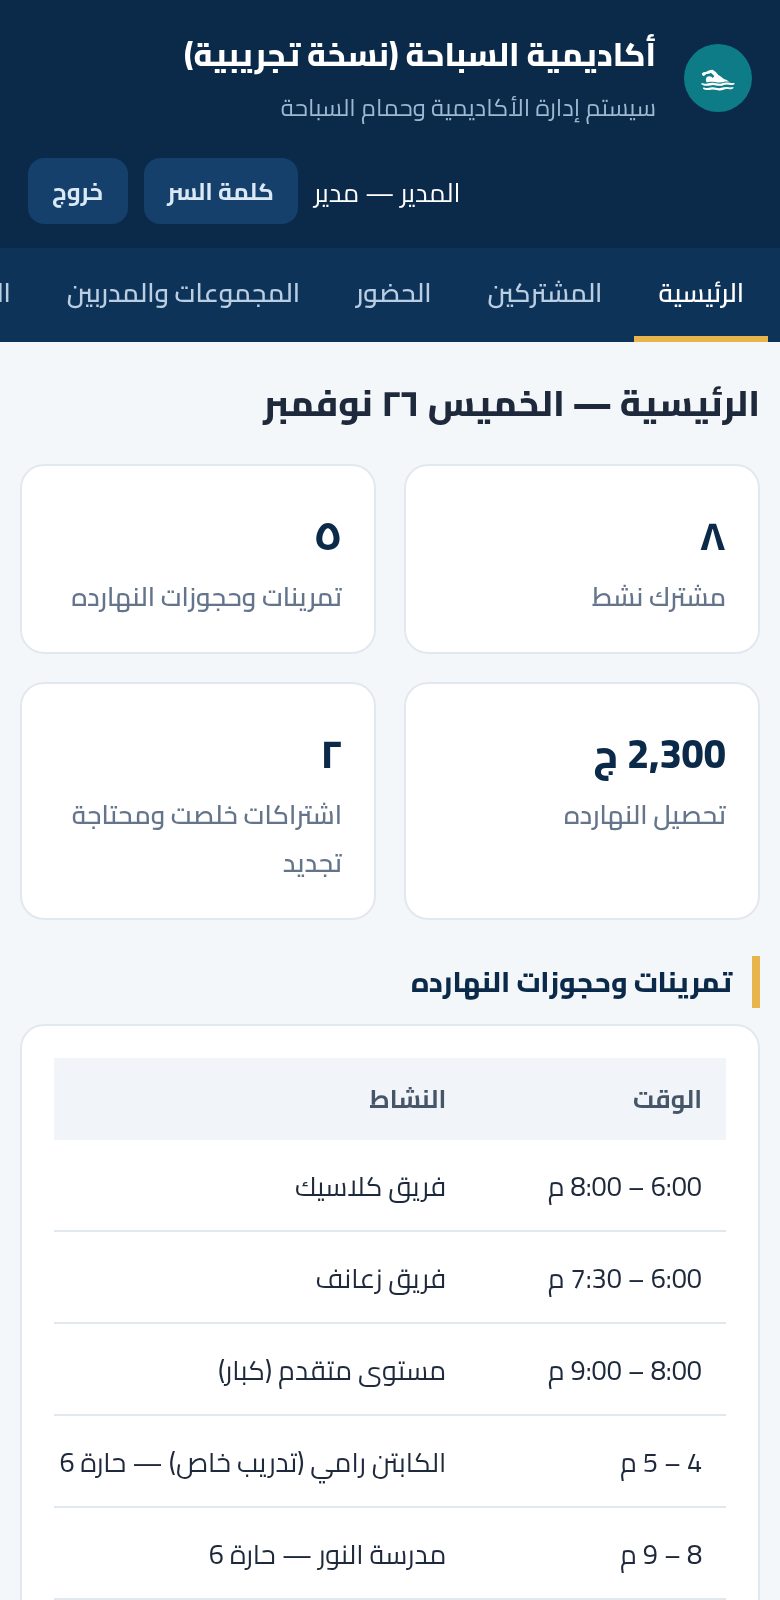 أكاديمية السباحة (نسخة تجريبية)
سيستم إدارة الأكاديمية وحمام السباحة
المدير — مدير
كلمة السر
خروج
الرئيسية
المشتركين
الحضور
المجموعات والمدربين
الرئيسية — الخميس ٢٦ نوفمبر
٨
مشترك نشط
٥
تمرينات وحجوزات النهارده
2,300 ج
تحصيل النهارده
٢
اشتراكات خلصت ومحتاجة
تجديد
تمرينات وحجوزات النهارده
الوقت النشاط
6:00 – 8:00 م فريق كلاسيك
6:00 – 7:30 م فريق زعانف
8:00 – 9:00 م مستوى متقدم (كبار)
4 – 5 م الكابتن رامي (تدريب خاص) — حارة 6
8 – 9 م مدرسة النور — حارة 6